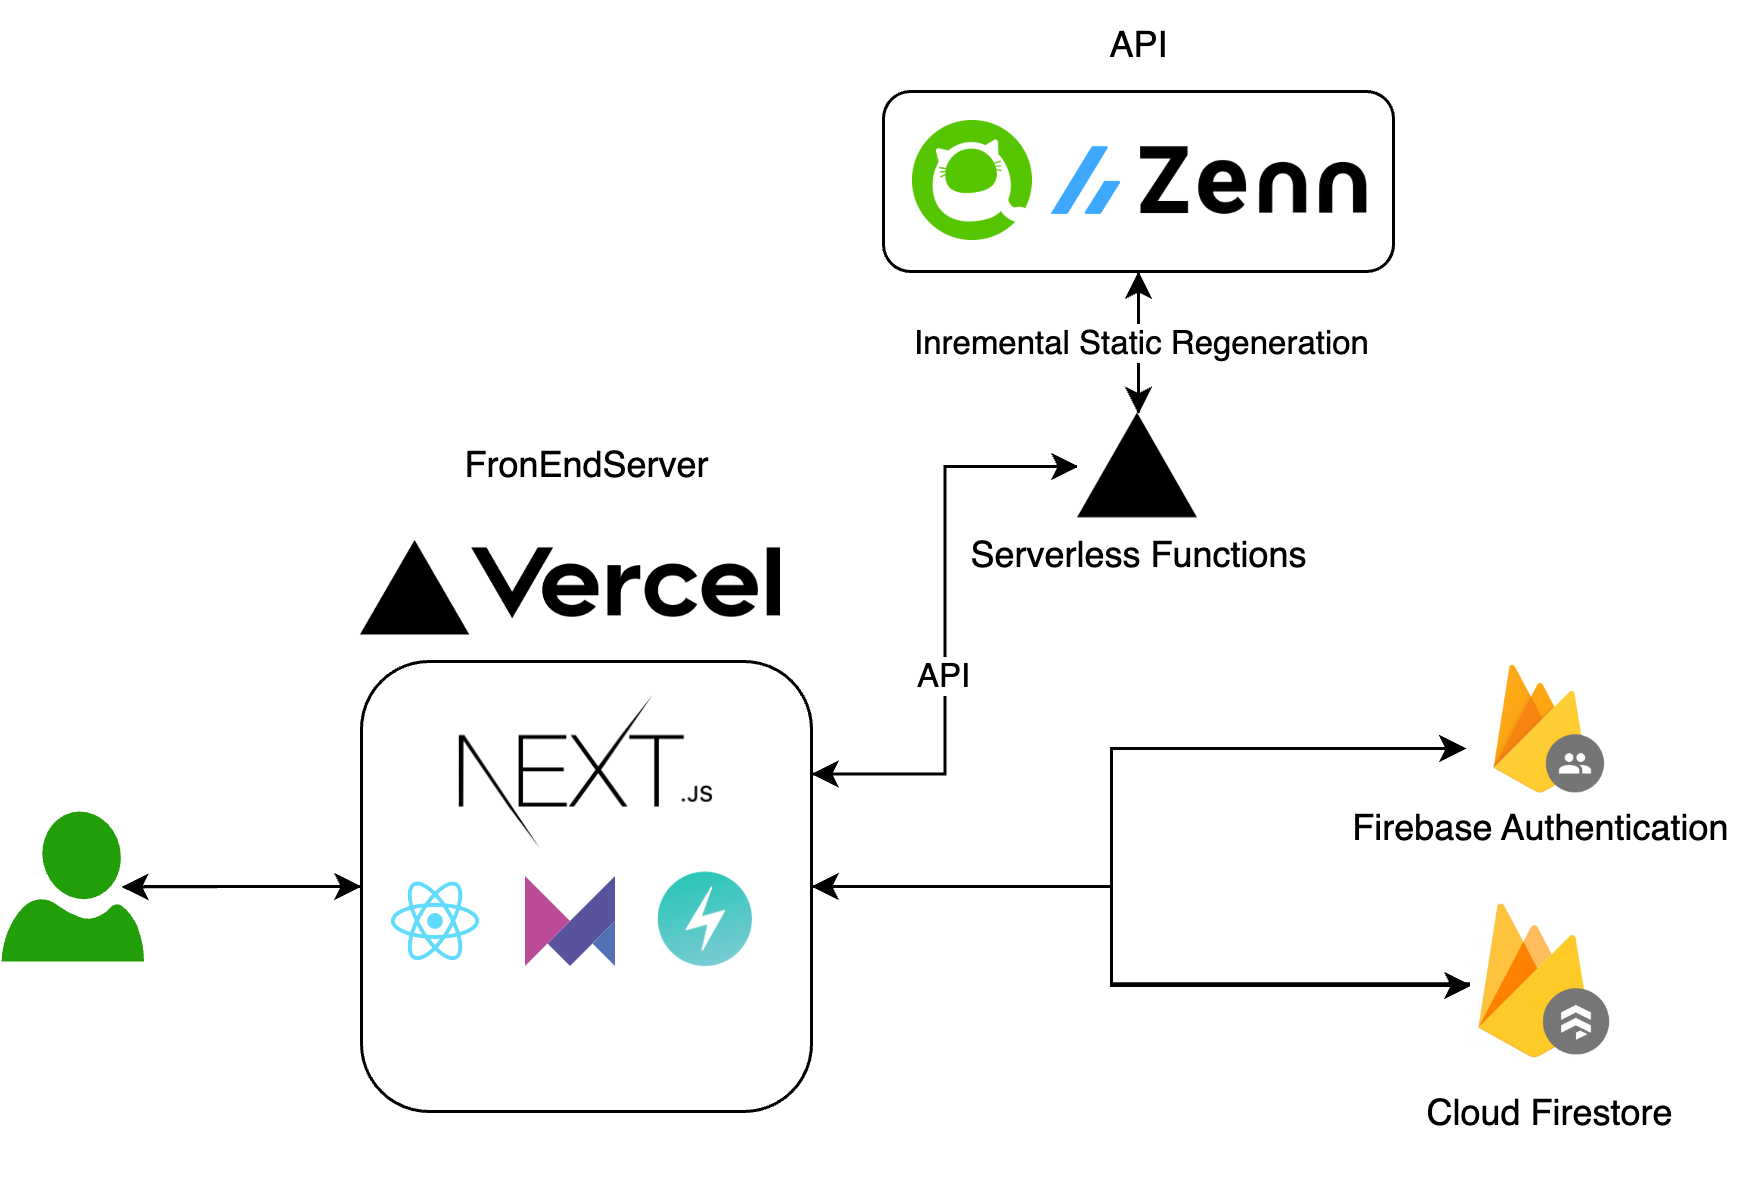 API
Zenn
Inremental Static Regeneration
FronEndServer
Vercel
Serverless Functions
API
NEXT.JS
Firebase Authentication
Cloud Firestore